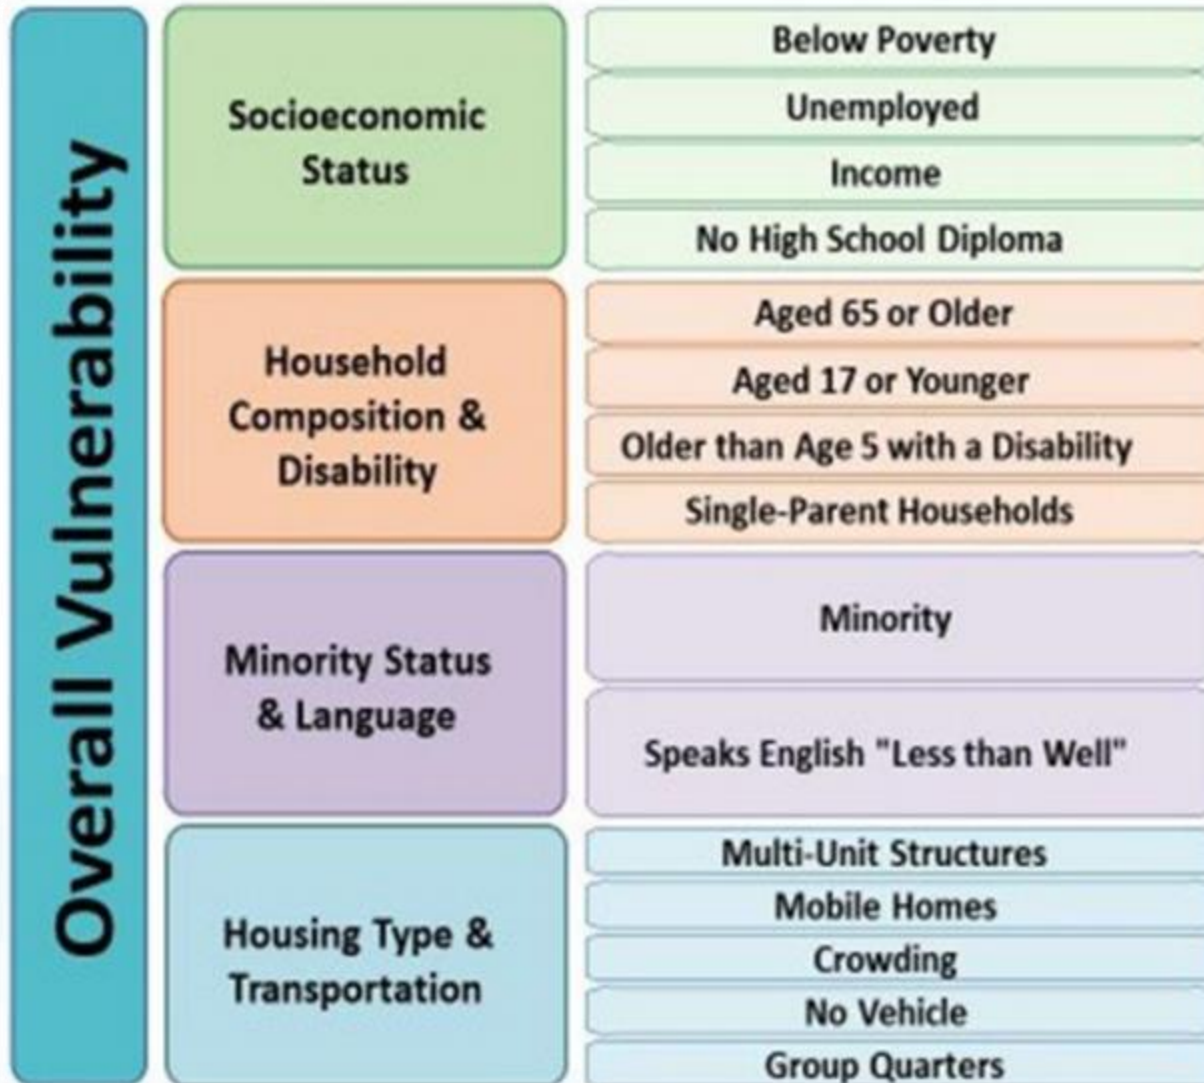 Overall Vulnerability
Socioeconomic
Status
Below Poverty
Unemployed
Income
No High School Diploma
Household
Composition &
Disability
Aged 65 or Older
Aged 17 or Younger
Older than Age 5 with a Disability
Single-Parent Households
Minority Status
& Language
Minority
Speaks English "Less than Well"
Housing Type &
Transportation
Multi-Unit Structures
Mobile Homes
Crowding
No Vehicle
Group Quarters